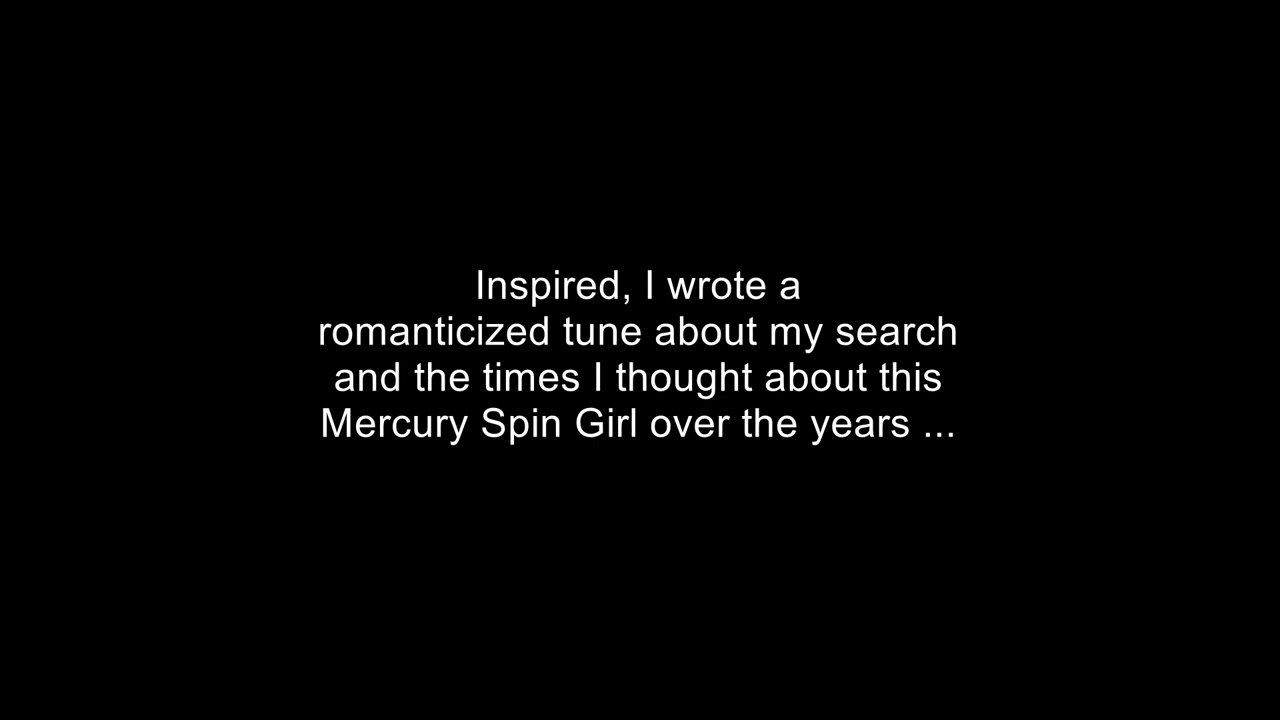 Inspired, I wrote a
romanticized tune about my search
and the times I thought about this
Mercury Spin Girl over the years ...